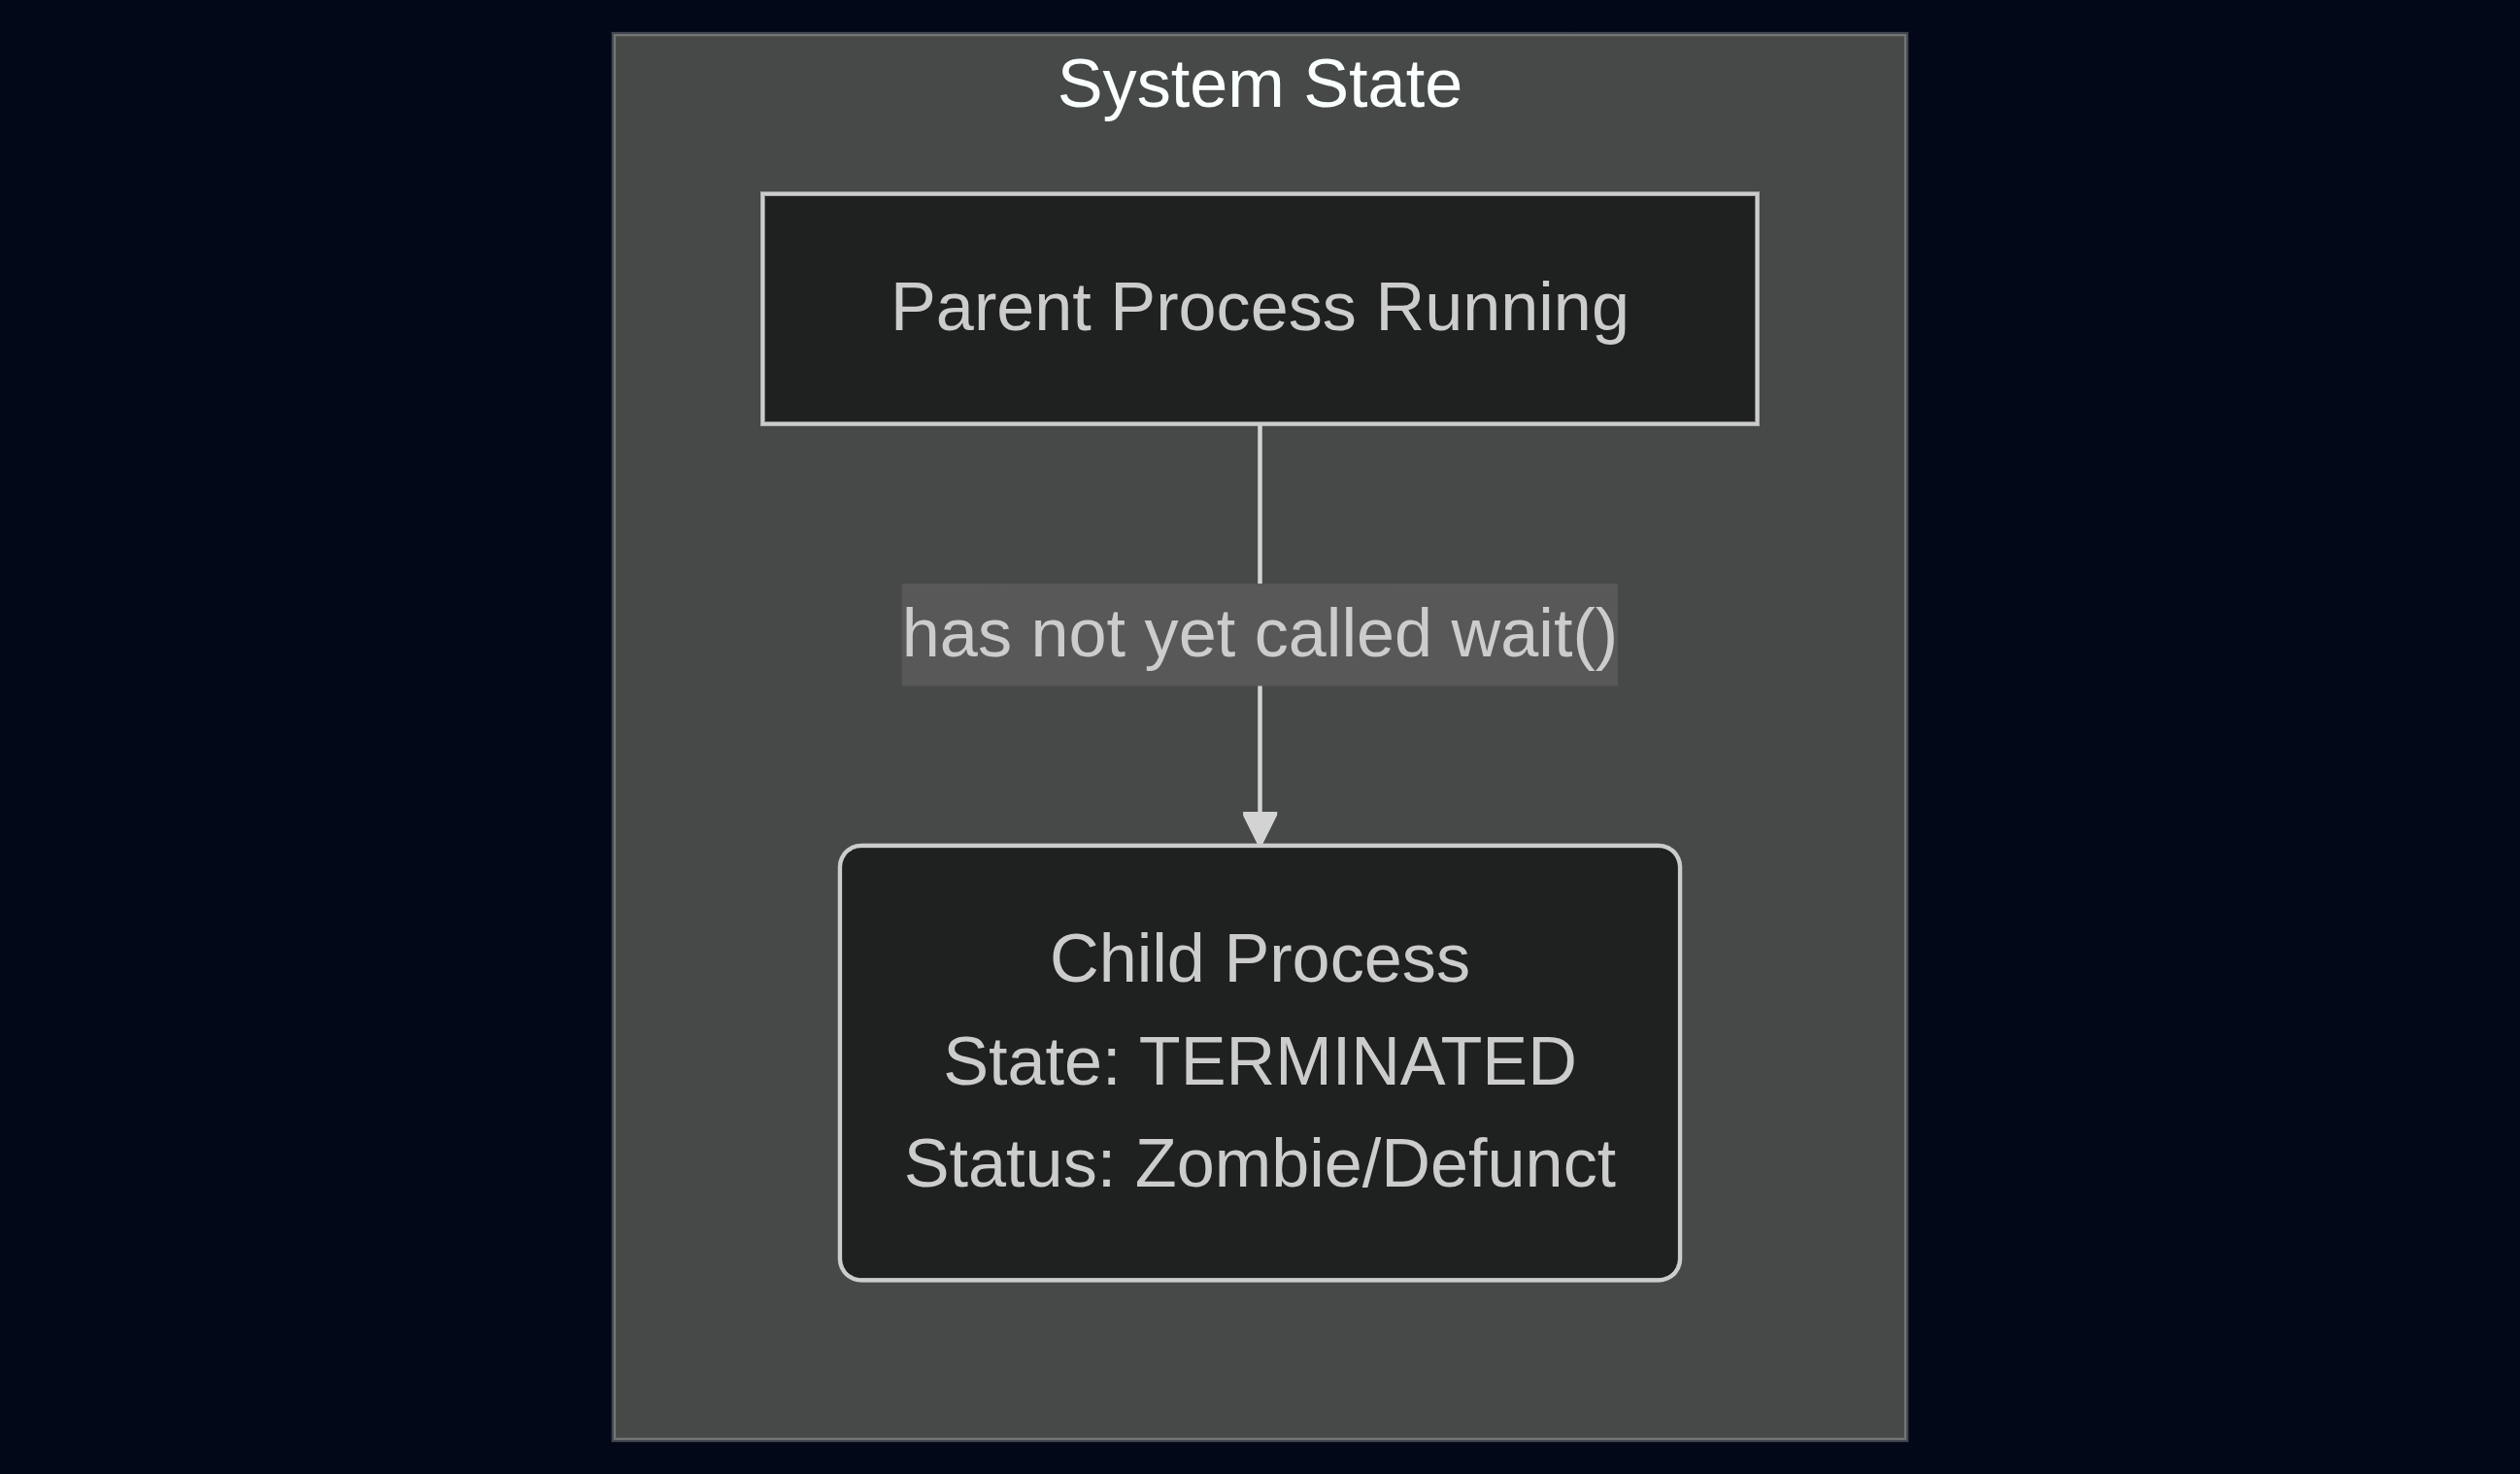 System State
Parent Process Running
has not yet called wait()
Child Process
State: TERMINATED
Status: Zombie/Defunct